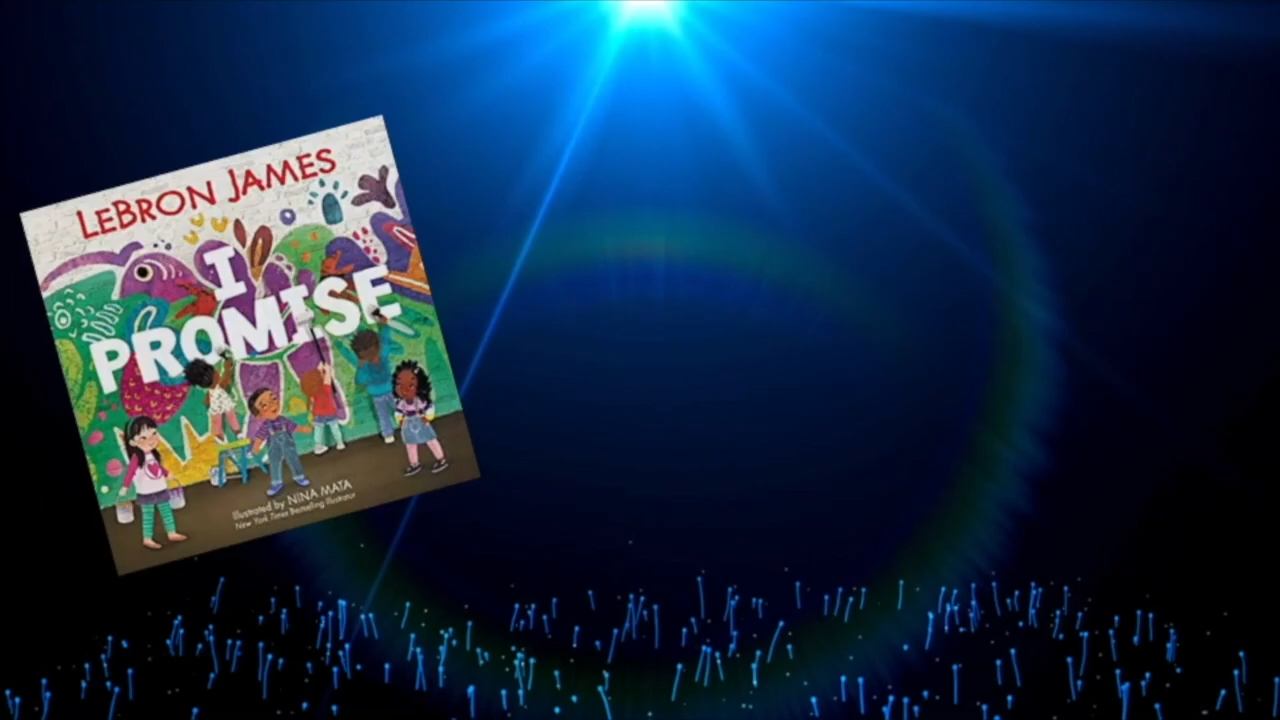 LEBRON JAMES
I
PROMISE
Illustrated by NINA MATA
New York Times Bestselling Illustrator